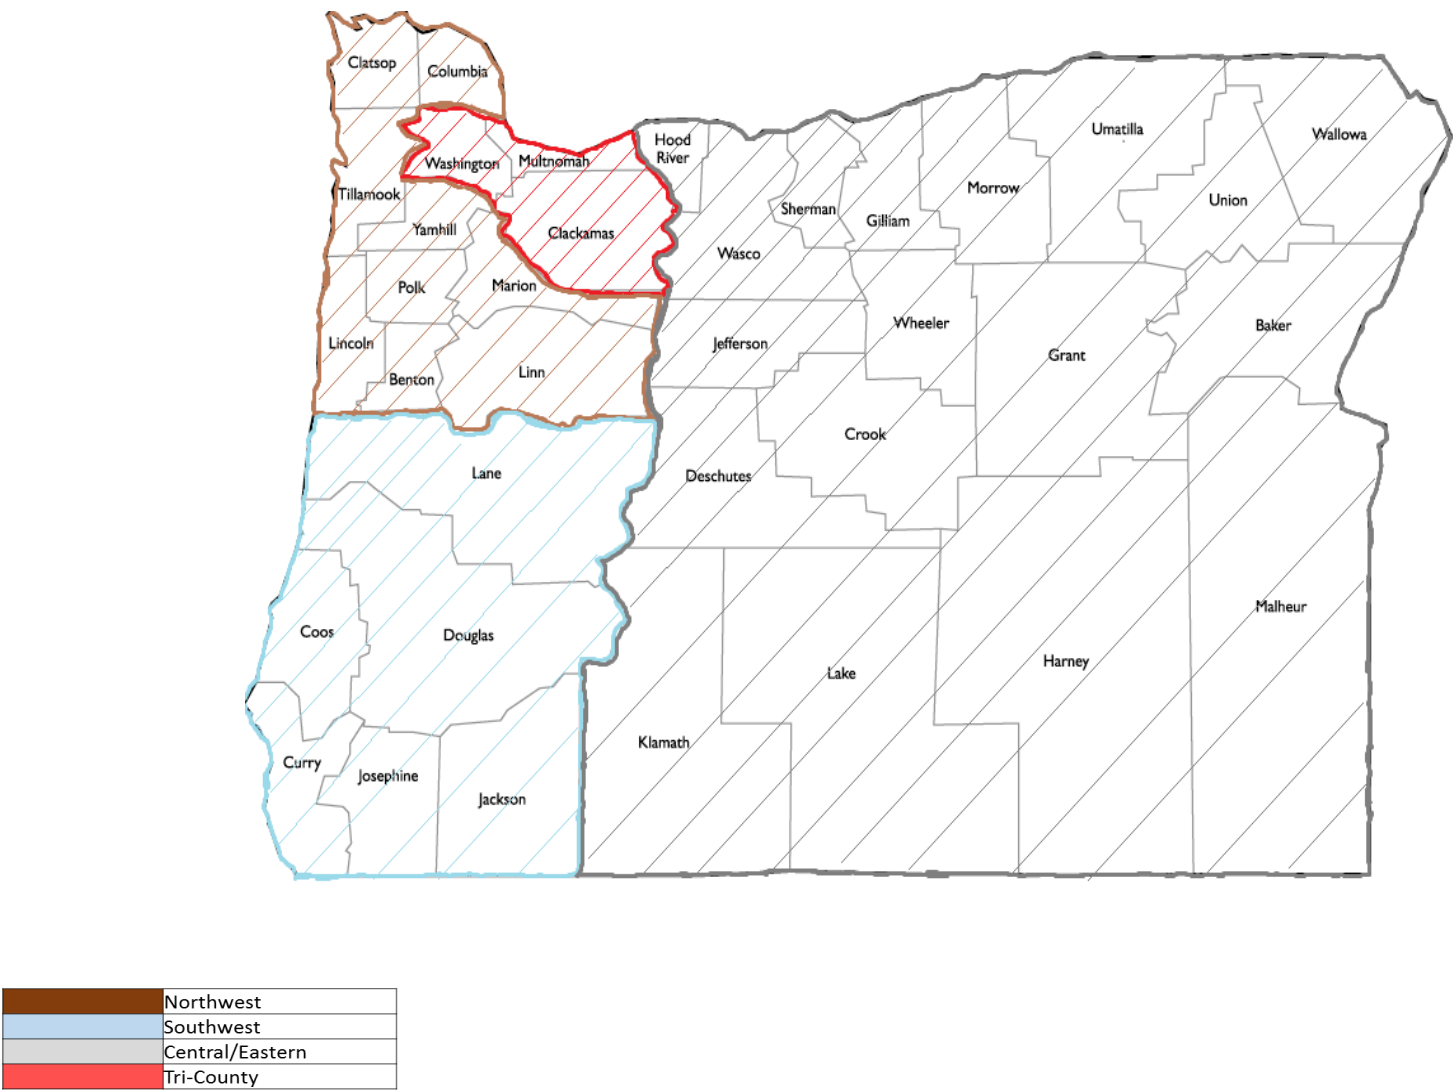 Clatsop
Columbia
Washington
Multnomah
Hood
River
Tillamook
Yamhill
Clackamas
Polk
Marion
Lincoln
Benton
Linn
Wasco
Sherman
Gilliam
Morrow
Umatilla
Union
Wallowa
Jefferson
Wheeler
Grant
Baker
Crook
Deschutes
Lane
Coos
Douglas
Curry
Josephine
Jackson
Klamath
Lake
Harney
Malheur
Northwest
Southwest
Central/Eastern
Tri-County